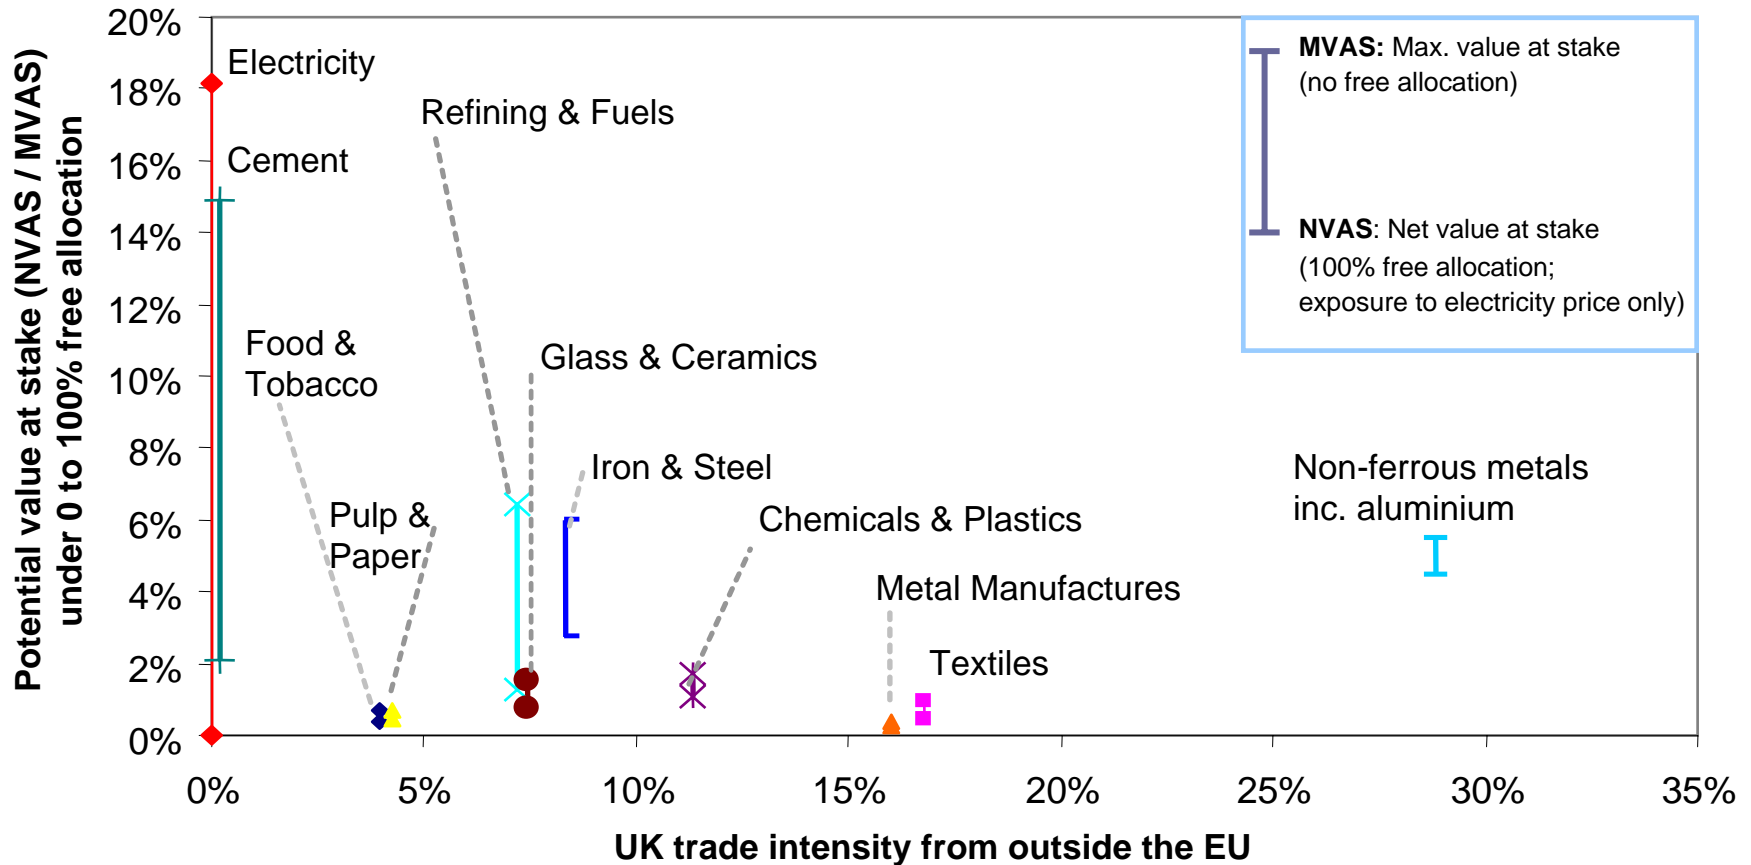 Potential value at stake (NVAS / MVAS)
under 0 to 100% free allocation
20%
18%
16%
14%
12%
10%
8%
6%
4%
2%
0%
Electricity
Refining & Fuels
Cement
Food &
Tobacco
Glass & Ceramics
Iron & Steel
Pulp &
Paper
Chemicals & Plastics
Metal Manufactures
Textiles
Non-ferrous metals
inc. aluminium
MVAS: Max. value at stake
(no free allocation)
NVAS: Net value at stake
(100% free allocation;
exposure to electricity price only)
0%
5%
10%
15%
20%
25%
30%
35%
UK trade intensity from outside the EU